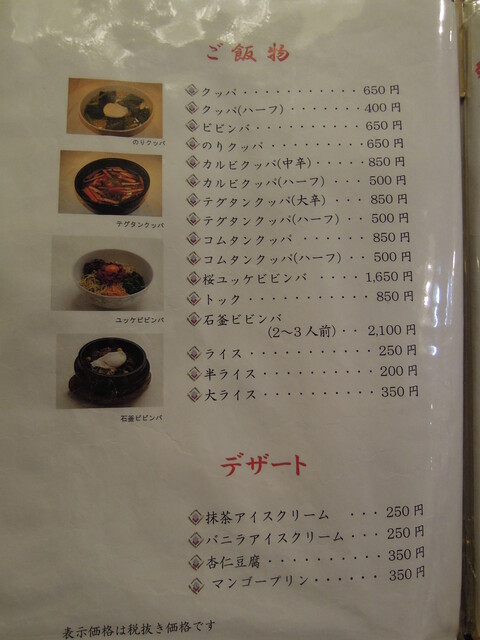 ご飯物
クッパ・・・・・・・・・・・650円
クッパ(ハーフ)・・・・・・・400円
ビビンバ・・・・・・・・・・650円
のりクッパ・・・・・・・・・650円
カルビクッパ(中辛)・・・・・850円
カルビクッパ(ハーフ)・・・500円
テグタンクッパ(大辛)・・・850円
テグタンクッパ(ハーフ)・・500円
コムタンクッパ・・・・・・850円
コムタンクッパ(ハーフ)・・500円
桜ユッケビビンバ・・・・1,650円
トック・・・・・・・・・・850円
石釜ビビンバ
(2〜3人前)・・2,100円
ライス・・・・・・・・・・・250円
半ライス・・・・・・・・・・200円
大ライス・・・・・・・・・・350円
のりクッパ
テグタンクッパ
ユッケビビンバ
石釜ビビンバ
デザート
抹茶アイスクリーム・・・250円
バニラアイスクリーム・・・250円
杏仁豆腐・・・・・・・・・・350円
マンゴープリン・・・・・・350円
表示価格は税抜き価格です